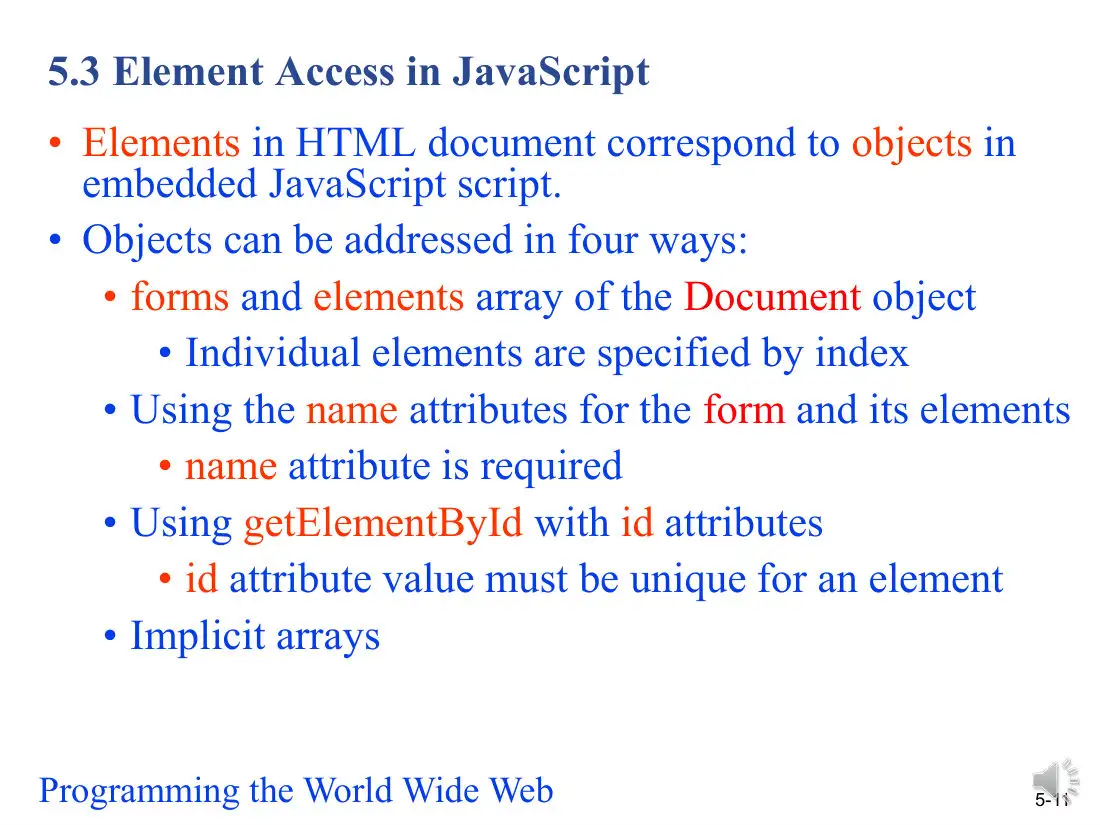 5.3 Element Access in JavaScript
• Elements in HTML document correspond to objects in
embedded JavaScript script.
• Objects can be addressed in four ways:
• forms and elements array of the Document object
• Individual elements are specified by index
• Using the name attributes for the form and its elements
• name attribute is required
• Using getElementById with id attributes
• id attribute value must be unique for an element
• Implicit arrays
Programming the World Wide Web
5-11